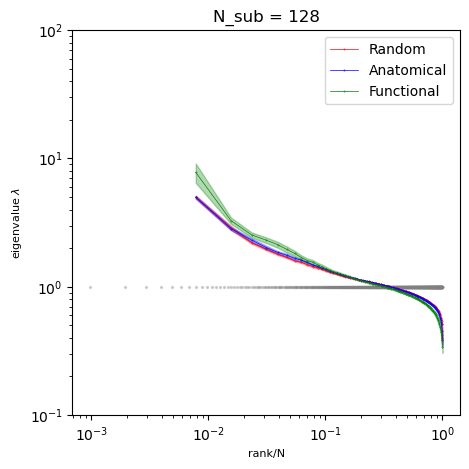 N_sub = 128
10²
10¹
10⁰
10⁻¹
eigenvalue λ
Random
Anatomical
Functional
10⁻³
10⁻²
10⁻¹
10⁰
rank/N